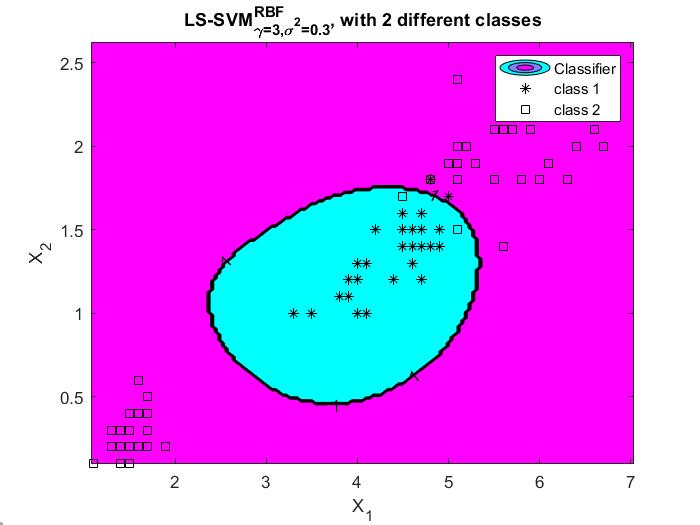 LS-SVM^RBF_γ=3,σ²=0.3, with 2 different classes
2.5
2
1.5
1
0.5
X₂
Classifier
class 1
class 2
2 3 4 5 6 7
X₁